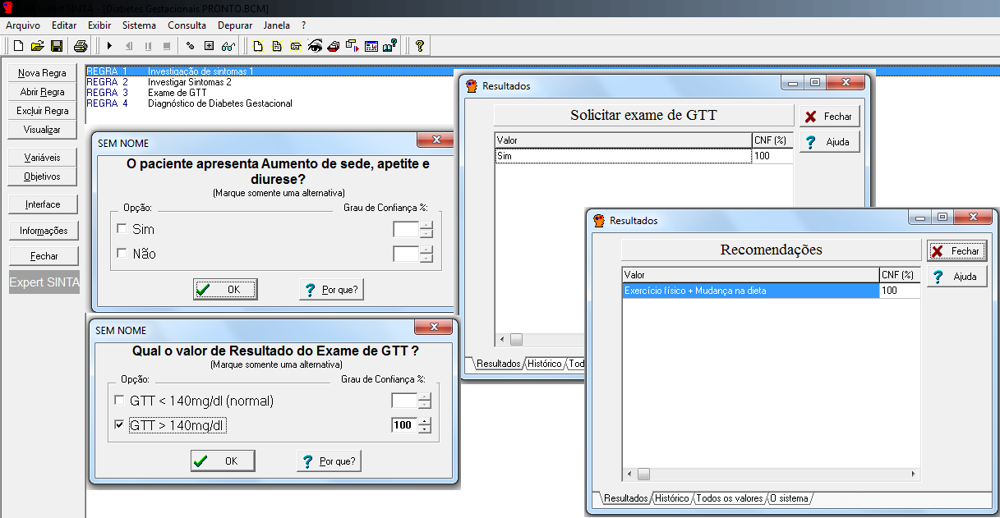 Expert SINTA - [Diabetes Gestacionais PRONTO.BCM]
Arquivo Editar Exibir Sistema Consulta Depurar Janela ?
Nova Regra
Abrir Regra
Excluir Regra
Visualizar
Variáveis
Objetivos
Interface
Informações
Fechar
Expert SINTA
REGRA 1 Investigação de sintomas 1
REGRA 2 Investigar Sintomas 2
REGRA 3 Exame de GTT
REGRA 4 Diagnóstico de Diabetes Gestacional
SEM NOME
O paciente apresenta Aumento de sede, apetite e
diurese?
(Marque somente uma alternativa)
Opção: Grau de Confiança %:
Sim
Não
OK Por que?
SEM NOME
Qual o valor de Resultado do Exame de GTT ?
(Marque somente uma alternativa)
Opção: Grau de Confiança %:
GTT < 140mg/dl (normal)
GTT > 140mg/dl 100
OK Por que?
Resultados
Solicitar exame de GTT
Fechar
Ajuda
Valor CNF (%)
Sim 100
Resultados Histórico Tod
Resultados
Recomendações
Fechar
Ajuda
Valor CNF (%)
Exercício físico + Mudança na dieta 100
Resultados Histórico Todos os valores O sistema